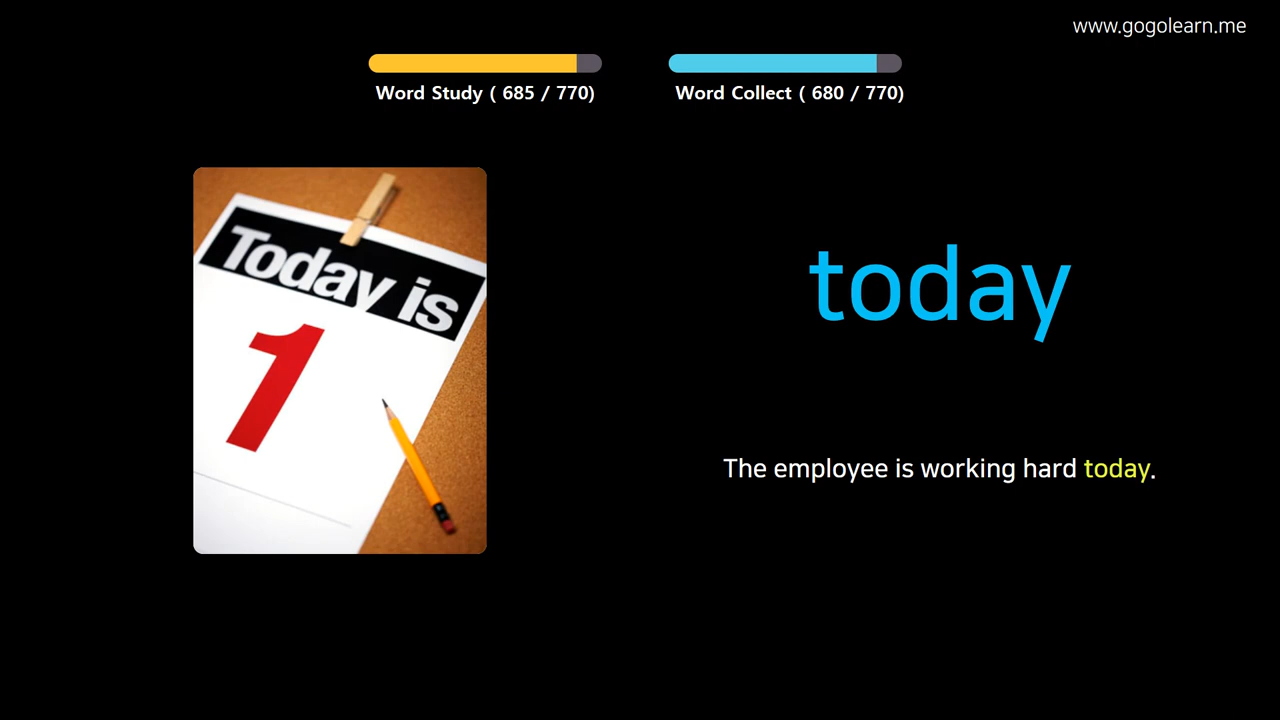 www.gogolearn.me
Word Study ( 685 / 770)
Word Collect ( 680 / 770)
Today is
1
today
The employee is working hard today.